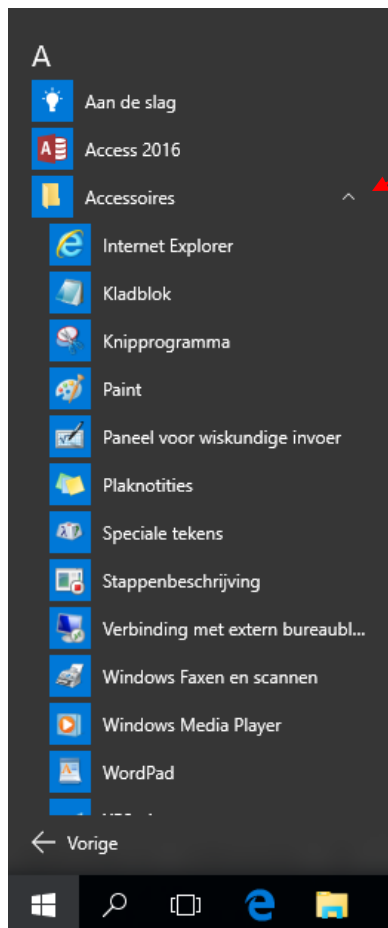 A
Aan de slag
Access 2016
Accessoires
Internet Explorer
Kladblok
Knipprogramma
Paint
Paneel voor wiskundige invoer
Plaknotities
Speciale tekens
Stappenbeschrijving
Verbinding met extern bureaubl...
Windows Faxen en scannen
Windows Media Player
WordPad
Vorige